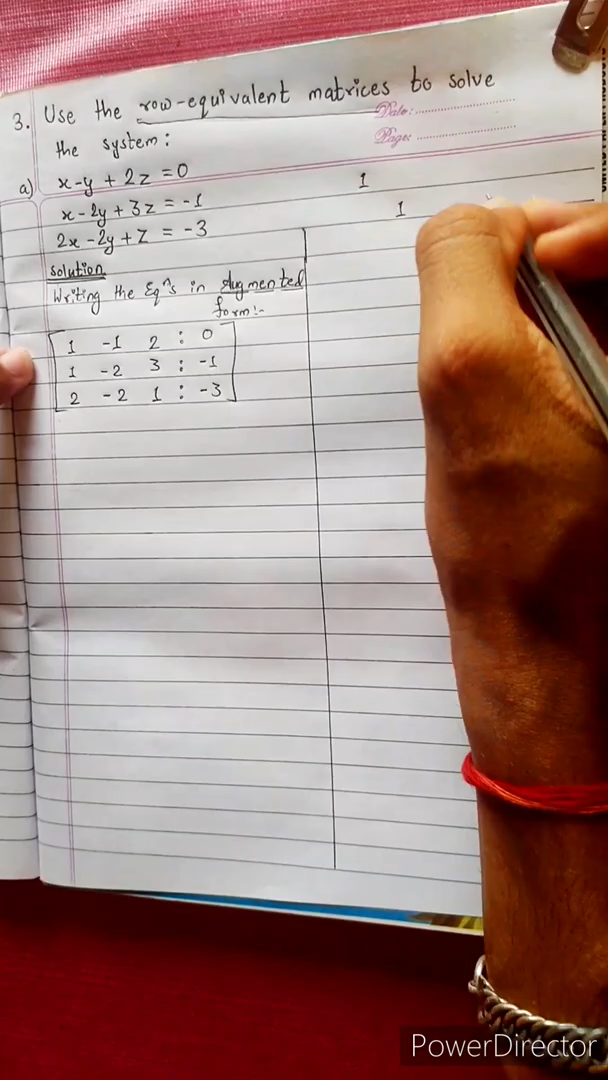 3. Use the row-equivalent matrices to solve
the system:
Date:
Page:
a) x-y + 2z = 0
x - 2y + 3z = -1
2x - 2y + z = -3
1
1
Solution
Writing the Eqⁿs in Augmented
form:-
1 -1 2 : 0
1 -2 3 : -1
2 -2 1 : -3
PowerDirector